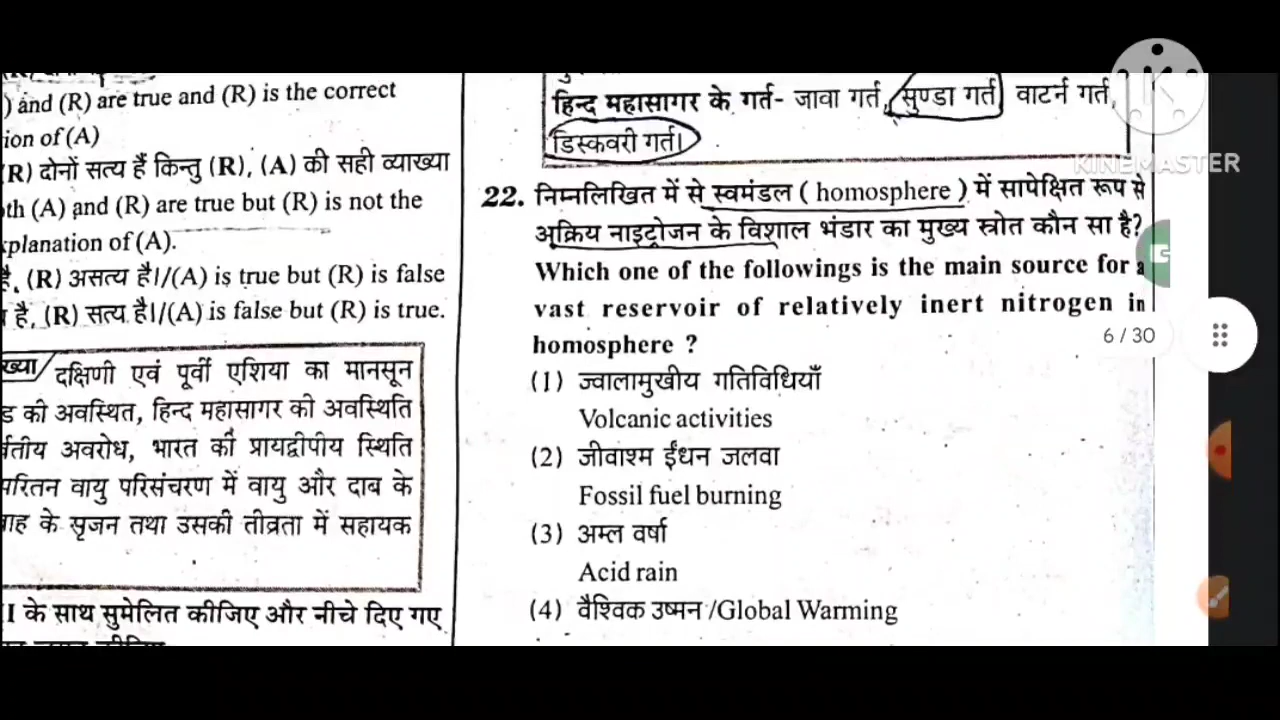 ) and (R) are true and (R) is the correct
ion of (A)
R) दोनों सत्य हैं किन्तु (R), (A) की सही व्याख्या
th (A) and (R) are true but (R) is not the
xplanation of (A).
है, (R) असत्य है।/(A) is true but (R) is false
है, (R) सत्य है।/(A) is false but (R) is true.
ख्या दक्षिणी एवं पूर्वी एशिया का मानसून
ड की अवस्थित, हिन्द महासागर की अवस्थिति
र्वतीय अवरोध, भारत की प्रायद्वीपीय स्थिति
परितन वायु परिसंचरण में वायु और दाब के
वाह के सृजन तथा उसकी तीव्रता में सहायक
I के साथ सुमेलित कीजिए और नीचे दिए गए
हिन्द महासागर के गर्त- जावा गर्त, सुण्डा गर्त वाटर्न गर्त,
डिस्कवरी गर्त।
22. निम्नलिखित में से स्वमंडल ( homosphere ) में सापेक्षित रूप से
अक्रिय नाइट्रोजन के विशाल भंडार का मुख्य स्त्रोत कौन सा है?
Which one of the followings is the main source for a
vast reservoir of relatively inert nitrogen in
homosphere ?
(1) ज्वालामुखीय गतिविधियाँ
Volcanic activities
(2) जीवाश्म ईंधन जलवा
Fossil fuel burning
(3) अम्ल वर्षा
Acid rain
(4) वैश्विक उष्मन /Global Warming
KINEMASTER
6 / 30